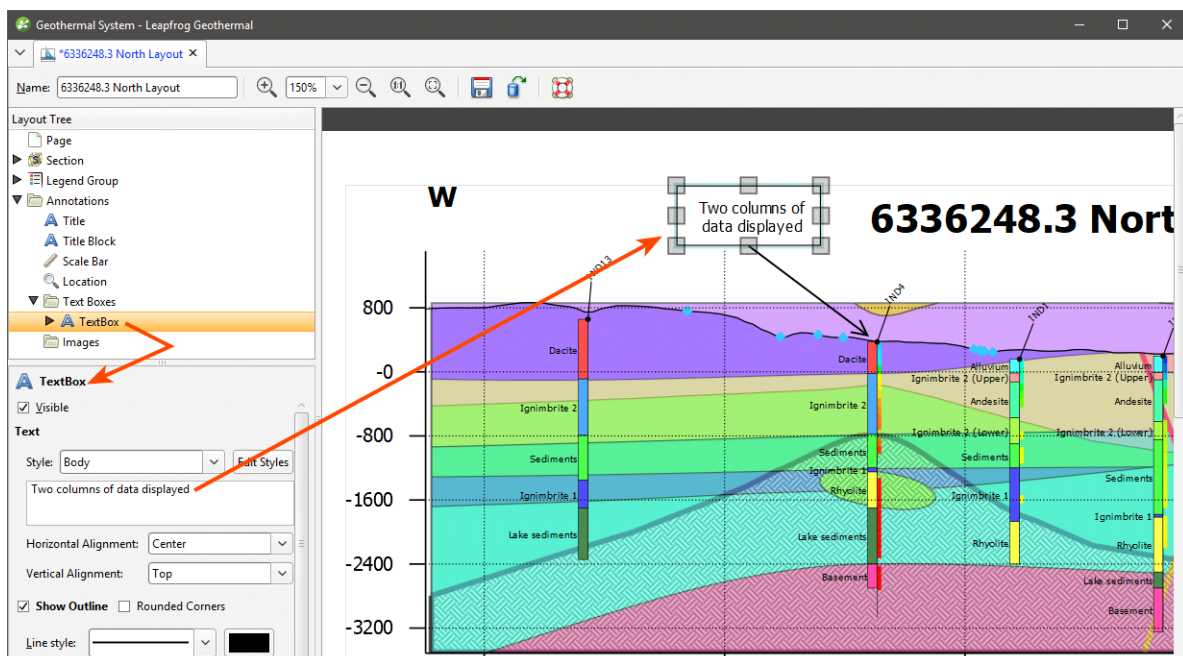 Geothermal System - Leapfrog Geothermal
*6336248.3 North Layout
Name: 6336248.3 North Layout
150%
1:1
Layout Tree
Page
Section
Legend Group
Annotations
Title
Title Block
Scale Bar
Location
Text Boxes
TextBox
Images
TextBox
Visible
Text
Style: Body
Edit Styles
Two columns of data displayed
Horizontal Alignment: Center
Vertical Alignment: Top
Show Outline
Rounded Corners
Line style:
W
Two columns of
data displayed
6336248.3 Nort
IND13
IND4
IND1
800
-0
-800
-1600
-2400
-3200
Dacite
Ignimbrite 2
Sediments
Ignimbrite 1
Lake sediments
Dacite
Ignimbrite 2
Sediments
Ignimbrite 1
Rhyolite
Lake sediments
Basement
Alluvium
Ignimbrite 2 (Upper)
Andesite
Ignimbrite 2 (Lower)
Sediments
Ignimbrite 1
Rhyolite
Alluvium
Ignimbrite 2 (Upper)
Andesite
Ignimbrite 2 (Lower)
Sediments
Ignimbrite 1
Rhyolite
Lake sediments
Basement